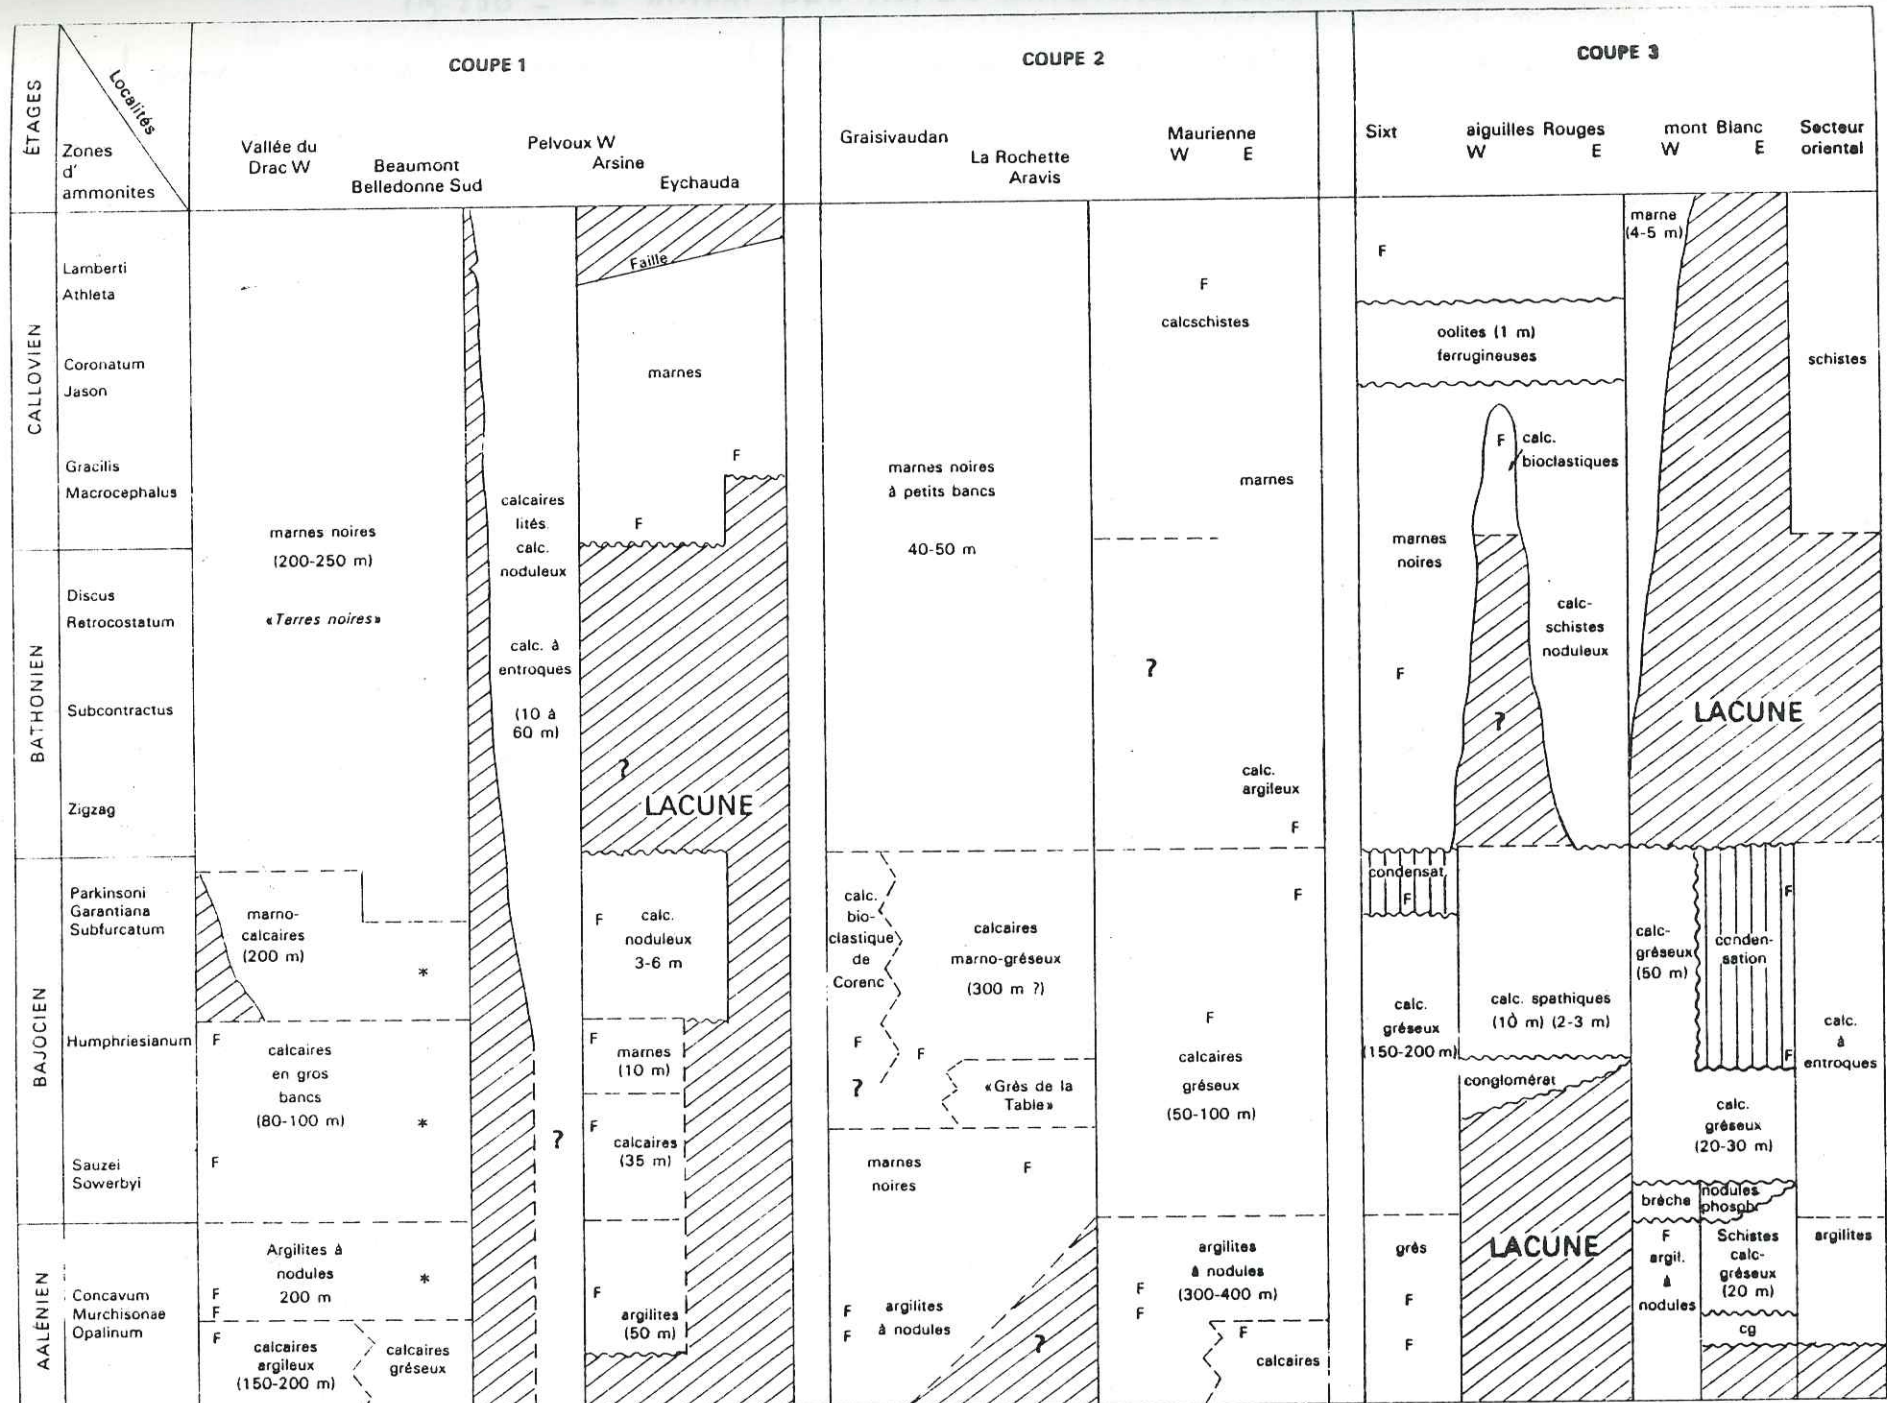 COUPE 1
COUPE 2
COUPE 3
ÉTAGES
Localités
Zones
d'
ammonites
Vallée du
Drac W
Beaumont
Belledonne Sud
Pelvoux W
Arsine
Eychauda
Graisivaudan
La Rochette
Aravis
Maurienne
W E
Sixt
aiguilles Rouges
W E
mont Blanc
W E
Secteur
oriental
CALLOVIEN
Lamberti
Athleta
Coronatum
Jason
Gracilis
Macrocephalus
BATHONIEN
Discus
Retrocostatum
Subcontractus
Zigzag
BAJOCIEN
Parkinsoni
Garantiana
Subfurcatum
Humphriesianum
Sauzei
Sowerbyi
AALÉNIEN
Concavum
Murchisonae
Opalinum
marnes noires
(200-250 m)
«Terres noires»
marno-
calcaires
(200 m)
*
F
calcaires
en gros
bancs
(80-100 m)
*
F
Argilites à
nodules
200 m
*
F
F
F
calcaires
argileux
(150-200 m)
calcaires
gréseux
calcaires
lités.
calc.
noduleux
calc. à
entroques
(10 à
60 m)
?
Faille
marnes
F
F
?
LACUNE
F
calc.
noduleux
3-6 m
F
marnes
(10 m)
F
calcaires
(35 m)
F
argilites
(50 m)
marnes noires
à petits bancs
40-50 m
calc.
bio-
clastique
de
Corenc
F
?
calcaires
marno-gréseux
(300 m ?)
F
«Grès de la
Table»
marnes
noires
F
F
F
argilites
à nodules
?
F
calcschistes
marnes
?
calc.
argileux
F
F
F
calcaires
gréseux
(50-100 m)
argilites
à nodules
(300-400 m)
F
F
F
calcaires
F
oolites (1 m)
ferrugineuses
F
calc.
bioclastiques
marnes
noires
F
calc-
schistes
noduleux
?
condensat.
F
calc.
gréseux
(150-200 m)
calc. spathiques
(10 m) (2-3 m)
conglomérat
grès
F
F
LACUNE
marne
(4-5 m)
LACUNE
calc-
gréseux
(50 m)
F
conden-
sation
F
calc.
gréseux
(20-30 m)
brèche
nodules
phosph
F
argil.
à
nodules
Schistes
calc-
gréseux
(20 m)
cg
schistes
calc.
à
entroques
argilites